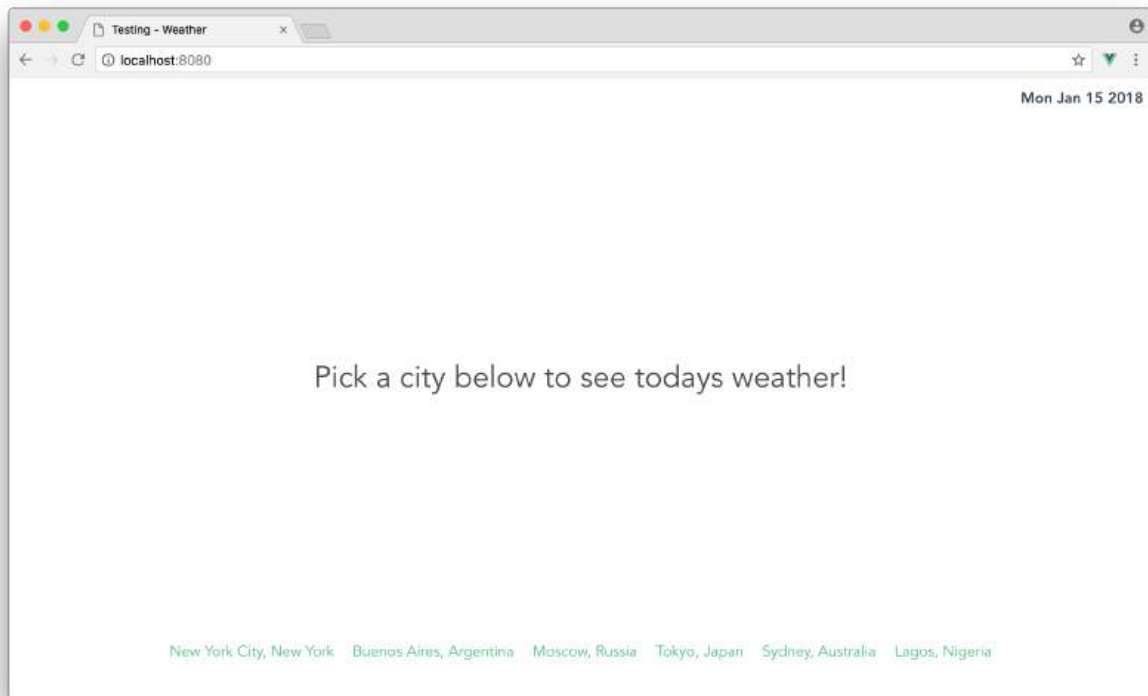 Testing - Weather
localhost:8080
Mon Jan 15 2018
Pick a city below to see todays weather!
New York City, New York Buenos Aires, Argentina Moscow, Russia Tokyo, Japan Sydney, Australia Lagos, Nigeria